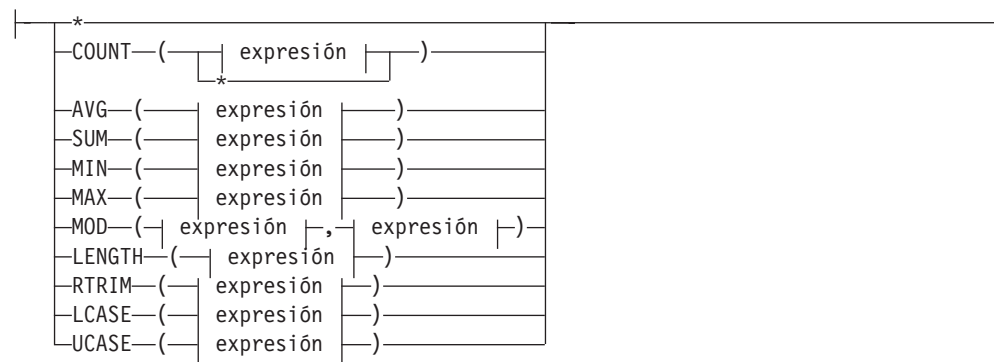 *
COUNT ( expresión )
*
AVG ( expresión )
SUM ( expresión )
MIN ( expresión )
MAX ( expresión )
MOD ( expresión , expresión )
LENGTH ( expresión )
RTRIM ( expresión )
LCASE ( expresión )
UCASE ( expresión )